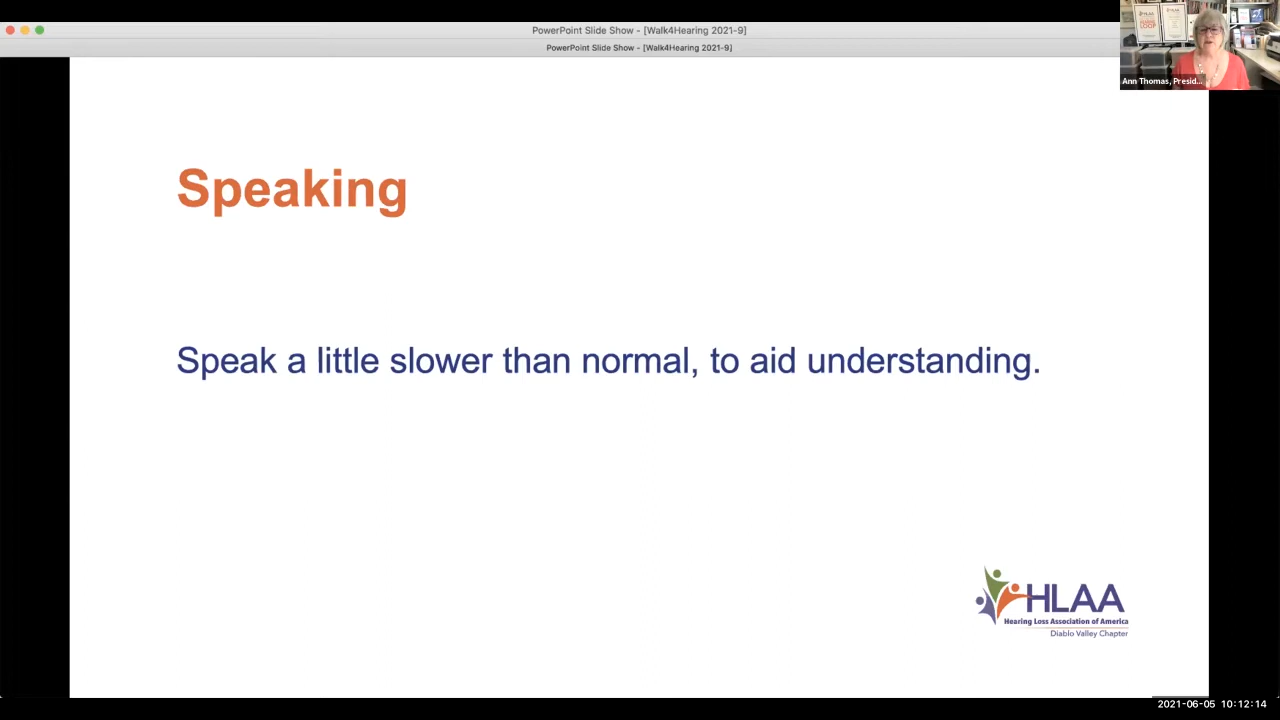 PowerPoint Slide Show - [Walk4Hearing 2021-9]
PowerPoint Slide Show - [Walk4Hearing 2021-9]
Ann Thomas, Presid...
Speaking
Speak a little slower than normal, to aid understanding.
HLAA
Hearing Loss Association of America
Diablo Valley Chapter
2021-06-05 10:12:14